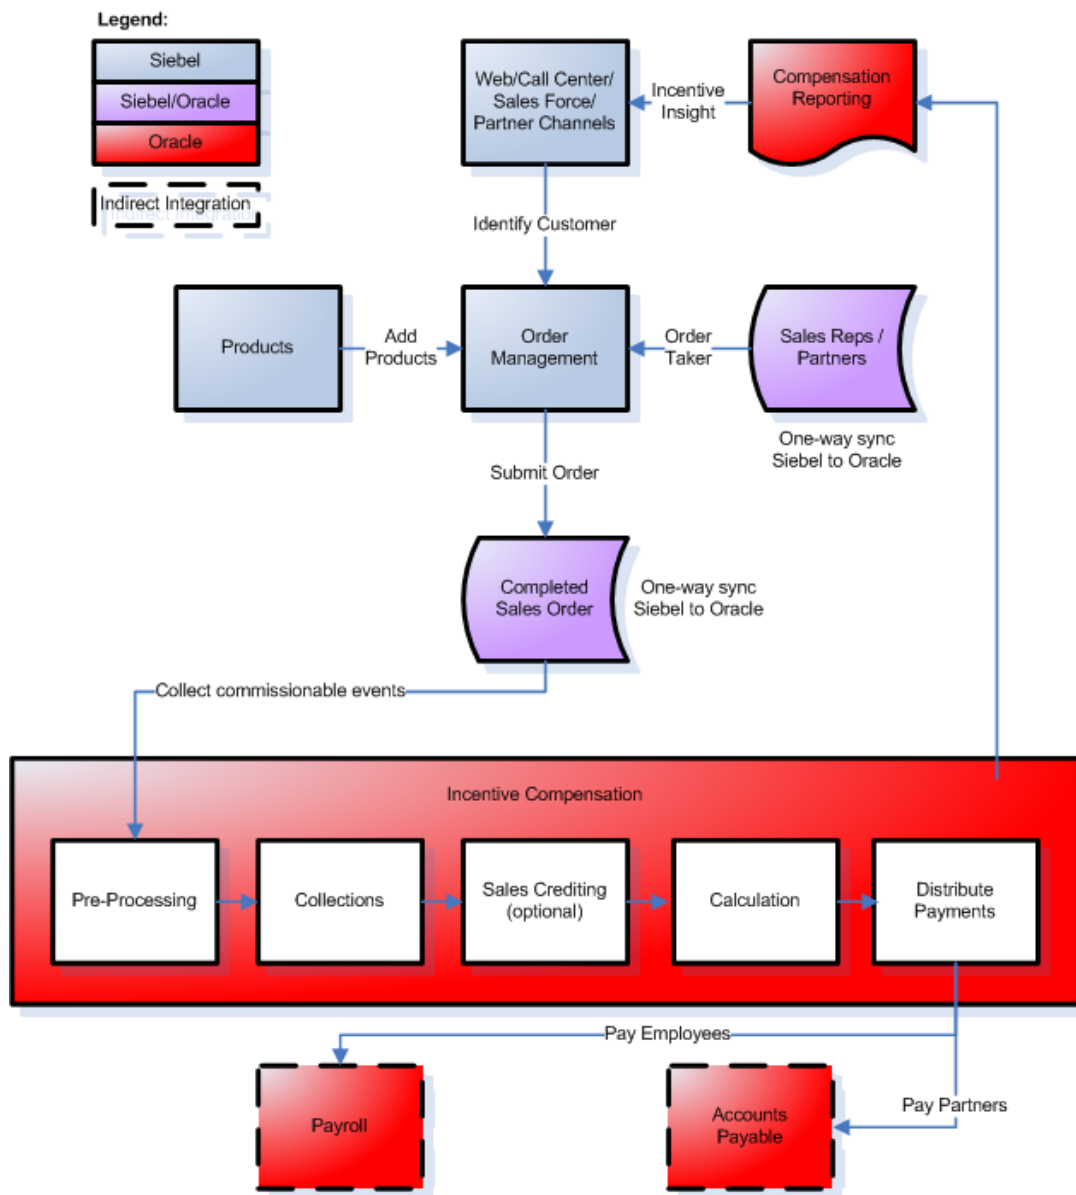 Legend:
Siebel
Siebel/Oracle
Oracle
Indirect Integration
Web/Call Center/
Sales Force/
Partner Channels
Incentive
Insight
Compensation
Reporting
Identify Customer
Products
Add
Products
Order
Management
Order
Taker
Sales Reps /
Partners
One-way sync
Siebel to Oracle
Submit Order
Completed
Sales Order
One-way sync
Siebel to Oracle
Collect commissionable events
Incentive Compensation
Pre-Processing
Collections
Sales Crediting
(optional)
Calculation
Distribute
Payments
Pay Employees
Payroll
Accounts
Payable
Pay Partners